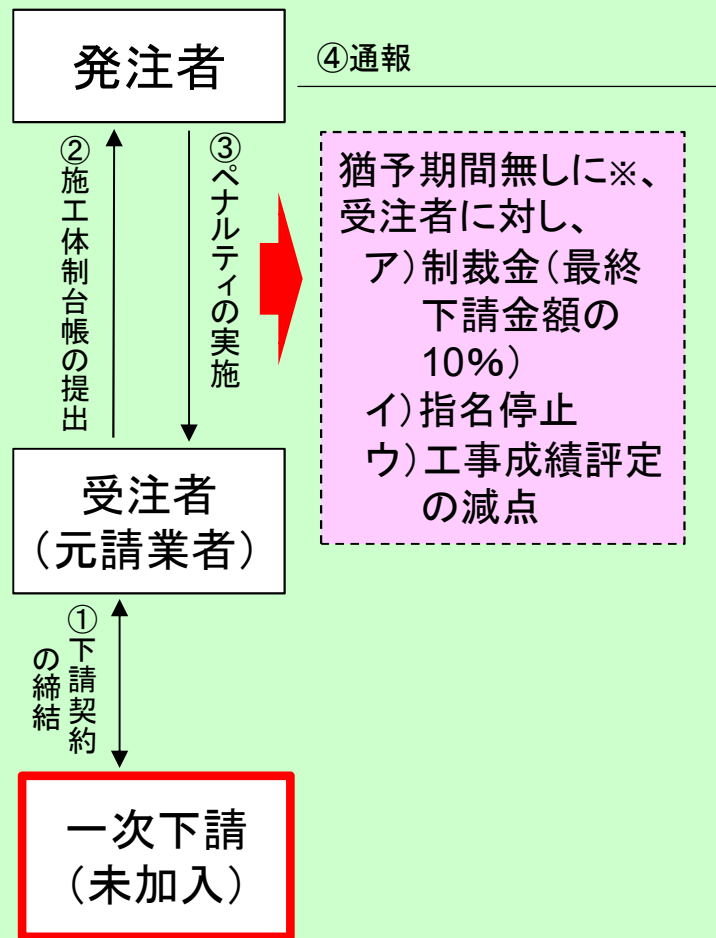 発注者
④通報
②施工体制台帳の提出
③ペナルティの実施
猶予期間無しに※、
受注者に対し、
ア）制裁金（最終
下請金額の
10%）
イ）指名停止
ウ）工事成績評定
の減点
受注者
（元請業者）
①下請契約
の締結
一次下請
（未加入）